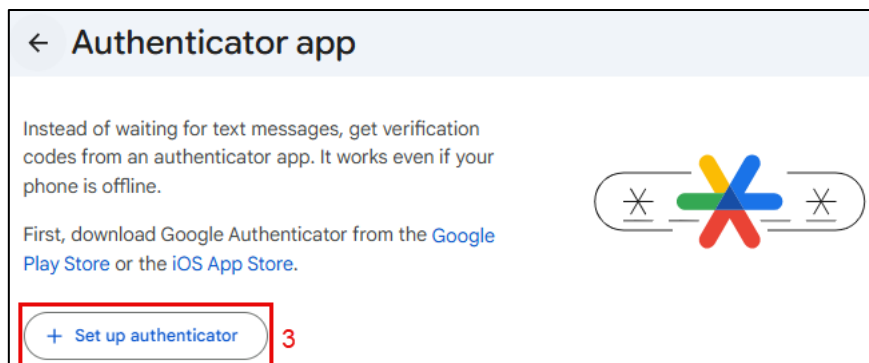 ← Authenticator app
Instead of waiting for text messages, get verification
codes from an authenticator app. It works even if your
phone is offline.
First, download Google Authenticator from the Google
Play Store or the iOS App Store.
+ Set up authenticator
3